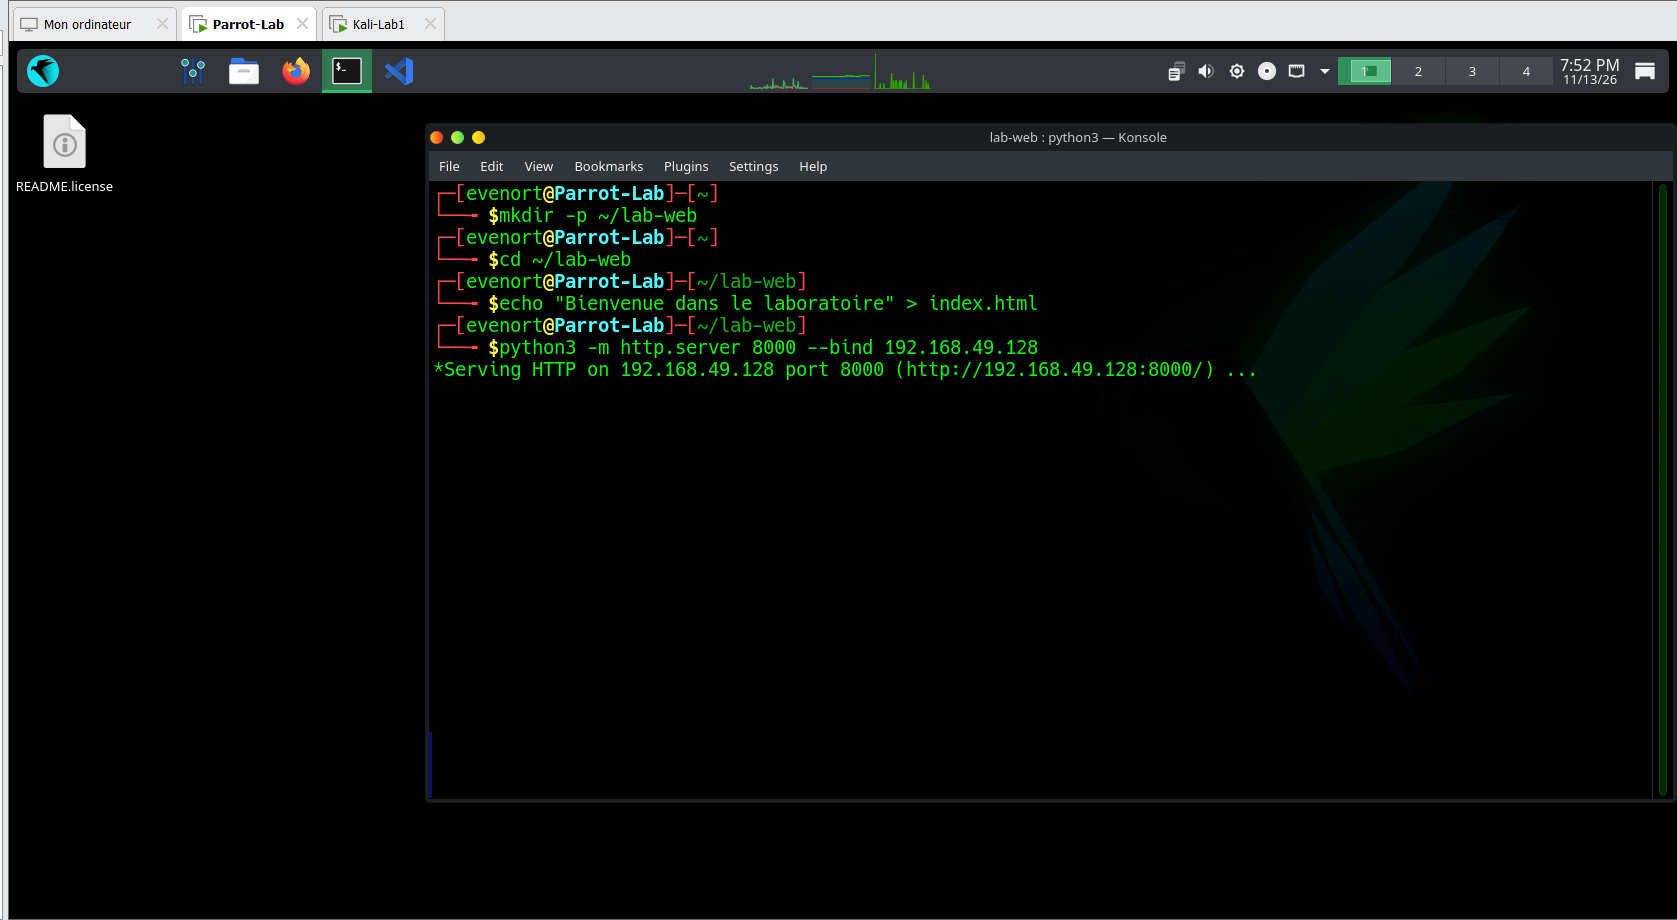 Mon ordinateur
Parrot-Lab
Kali-Lab1
$-
1
2
3
4
7:52 PM
11/13/26
README.license
lab-web : python3 — Konsole
File Edit View Bookmarks Plugins Settings Help
┌─[evenort@Parrot-Lab]─[~]
└──╼ $mkdir -p ~/lab-web
┌─[evenort@Parrot-Lab]─[~]
└──╼ $cd ~/lab-web
┌─[evenort@Parrot-Lab]─[~/lab-web]
└──╼ $echo "Bienvenue dans le laboratoire" > index.html
┌─[evenort@Parrot-Lab]─[~/lab-web]
└──╼ $python3 -m http.server 8000 --bind 192.168.49.128
*Serving HTTP on 192.168.49.128 port 8000 (http://192.168.49.128:8000/) ...